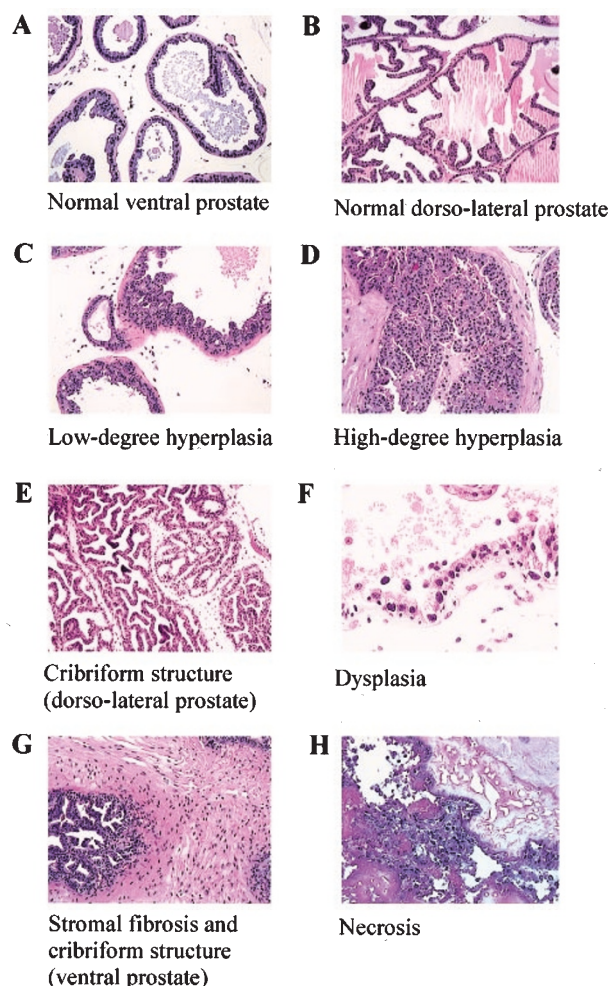 A
B
Normal ventral prostate
Normal dorso-lateral prostate
C
D
Low-degree hyperplasia
High-degree hyperplasia
E
F
Cribriform structure
(dorso-lateral prostate)
Dysplasia
G
H
Stromal fibrosis and
cribriform structure
(ventral prostate)
Necrosis